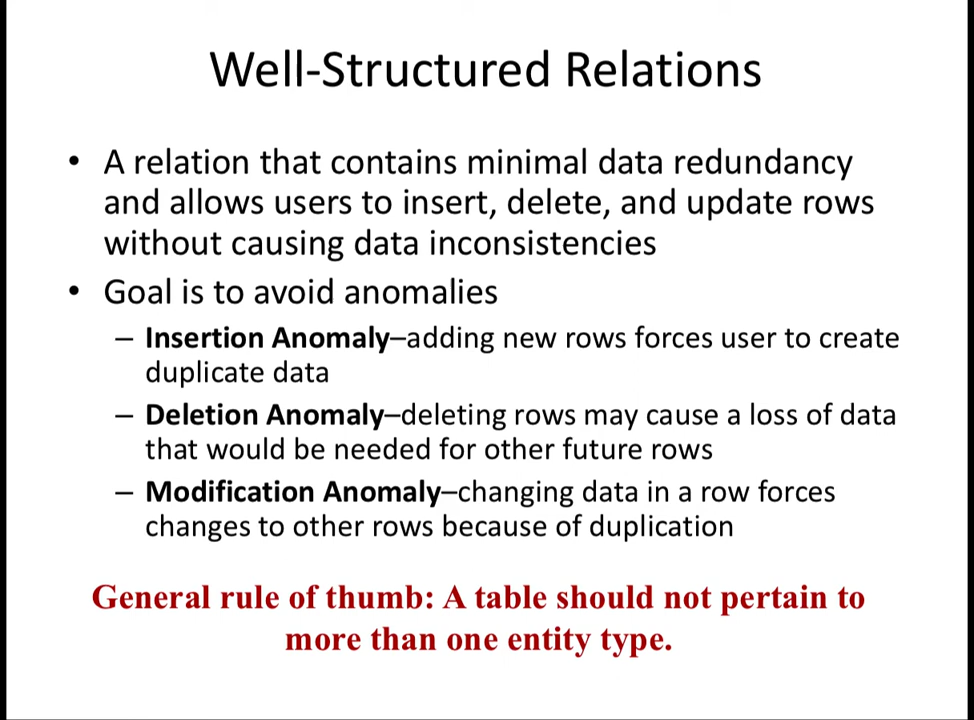 Well-Structured Relations
• A relation that contains minimal data redundancy
and allows users to insert, delete, and update rows
without causing data inconsistencies
• Goal is to avoid anomalies
– Insertion Anomaly–adding new rows forces user to create
duplicate data
– Deletion Anomaly–deleting rows may cause a loss of data
that would be needed for other future rows
– Modification Anomaly–changing data in a row forces
changes to other rows because of duplication
General rule of thumb: A table should not pertain to
more than one entity type.